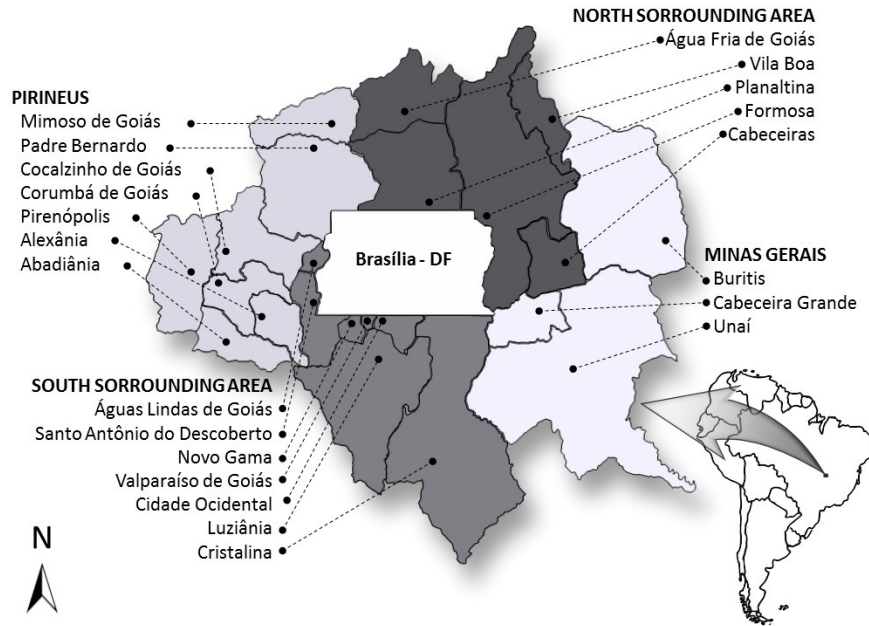 NORTH SORROUNDING AREA
Água Fria de Goiás
Vila Boa
Planaltina
Formosa
Cabeceiras
PIRINEUS
Mimoso de Goiás
Padre Bernardo
Cocalzinho de Goiás
Corumbá de Goiás
Pirenópolis
Alexânia
Abadiânia
Brasília - DF
MINAS GERAIS
Buritis
Cabeceira Grande
Unaí
SOUTH SORROUNDING AREA
Águas Lindas de Goiás
Santo Antônio do Descoberto
Novo Gama
Valparaíso de Goiás
Cidade Ocidental
Luziânia
Cristalina
N